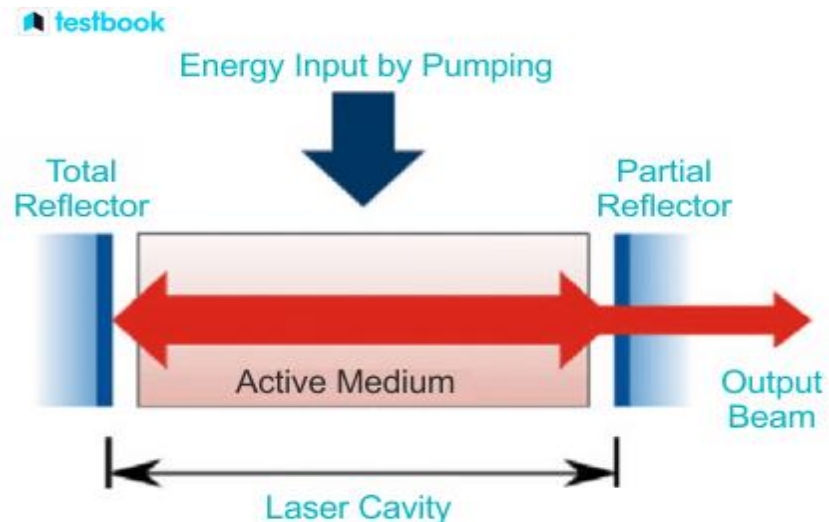 testbook
Energy Input by Pumping
Total
Reflector
Partial
Reflector
Active Medium
Output
Beam
Laser Cavity